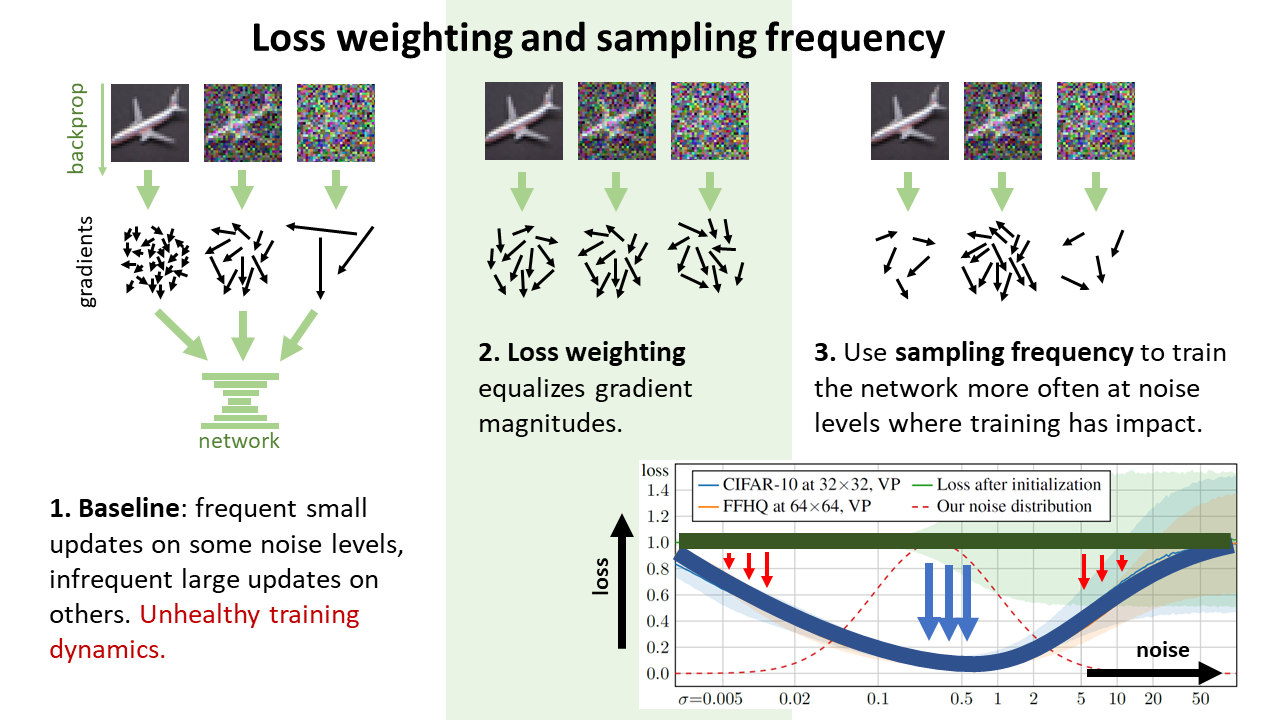 Loss weighting and sampling frequency
backprop
gradients
network
1. Baseline: frequent small
updates on some noise levels,
infrequent large updates on
others. Unhealthy training
dynamics.
2. Loss weighting
equalizes gradient
magnitudes.
3. Use sampling frequency to train
the network more often at noise
levels where training has impact.
loss
loss
1.4
1.2
1.0
0.8
0.6
0.4
0.2
0.0
CIFAR-10 at 32×32, VP
FFHQ at 64×64, VP
Loss after initialization
Our noise distribution
noise
σ=0.005 0.02 0.1 0.5 1 2 5 10 20 50